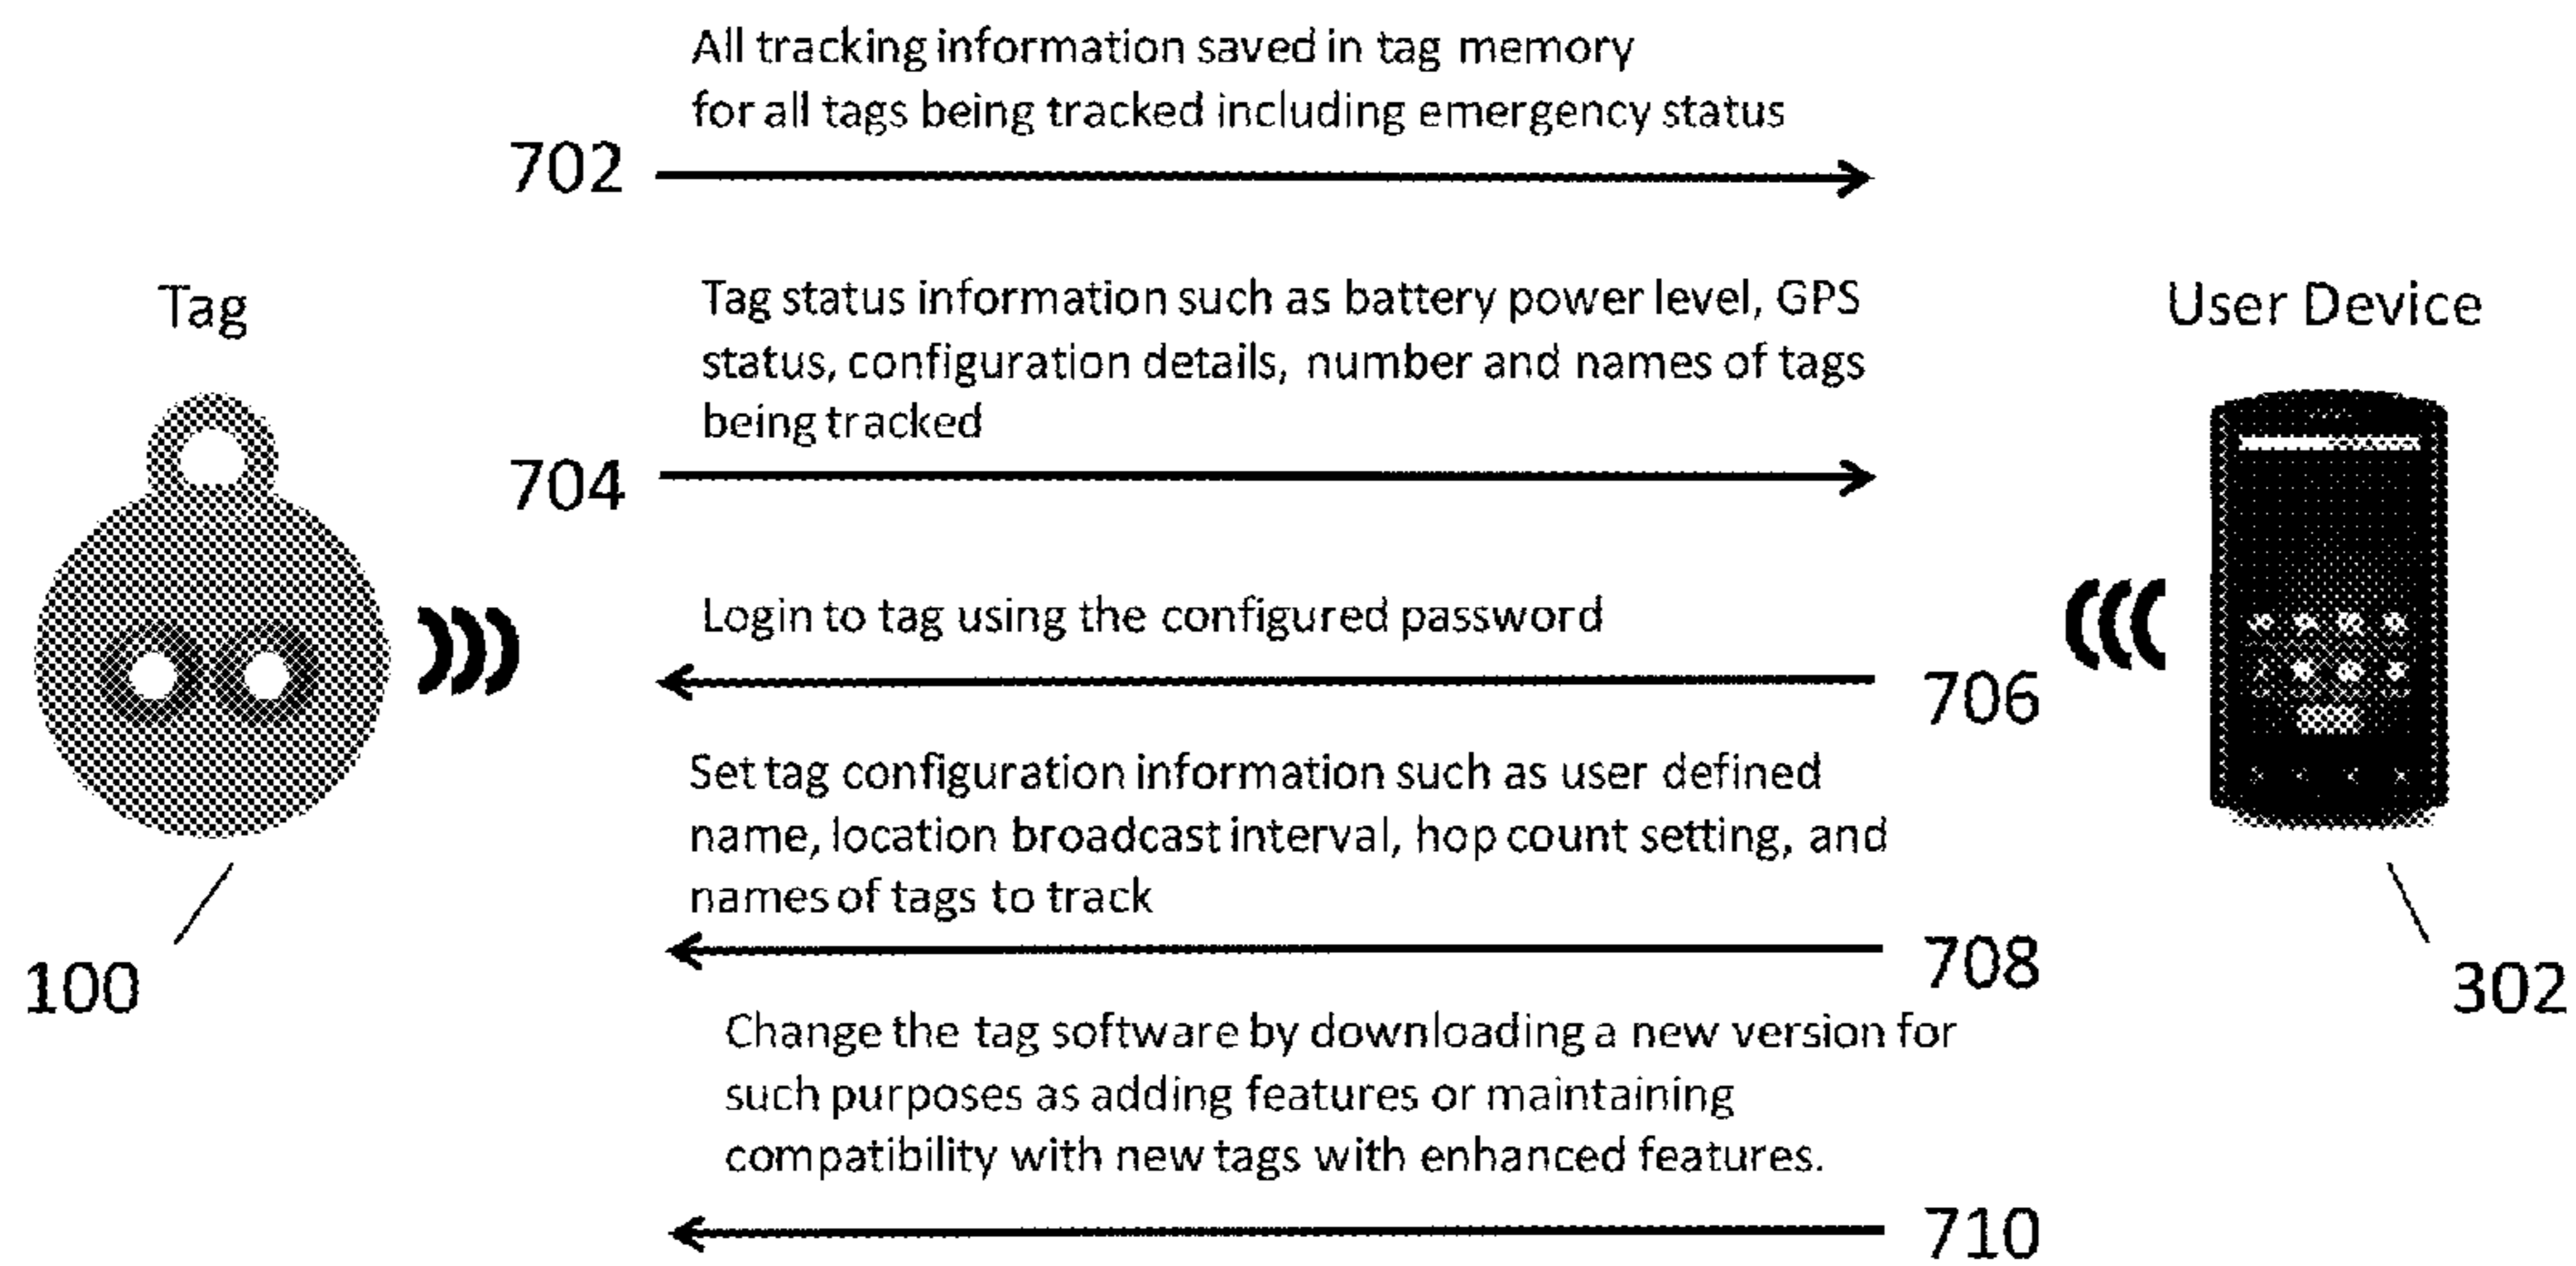 All tracking information saved in tag memory
for all tags being tracked including emergency status
702
Tag
Tag status information such as battery power level, GPS
status, configuration details, number and names of tags
being tracked
User Device
704
Login to tag using the configured password
706
Set tag configuration information such as user defined
name, location broadcast interval, hop count setting, and
names of tags to track
708
100
302
Change the tag software by downloading a new version for
such purposes as adding features or maintaining
compatibility with new tags with enhanced features.
710